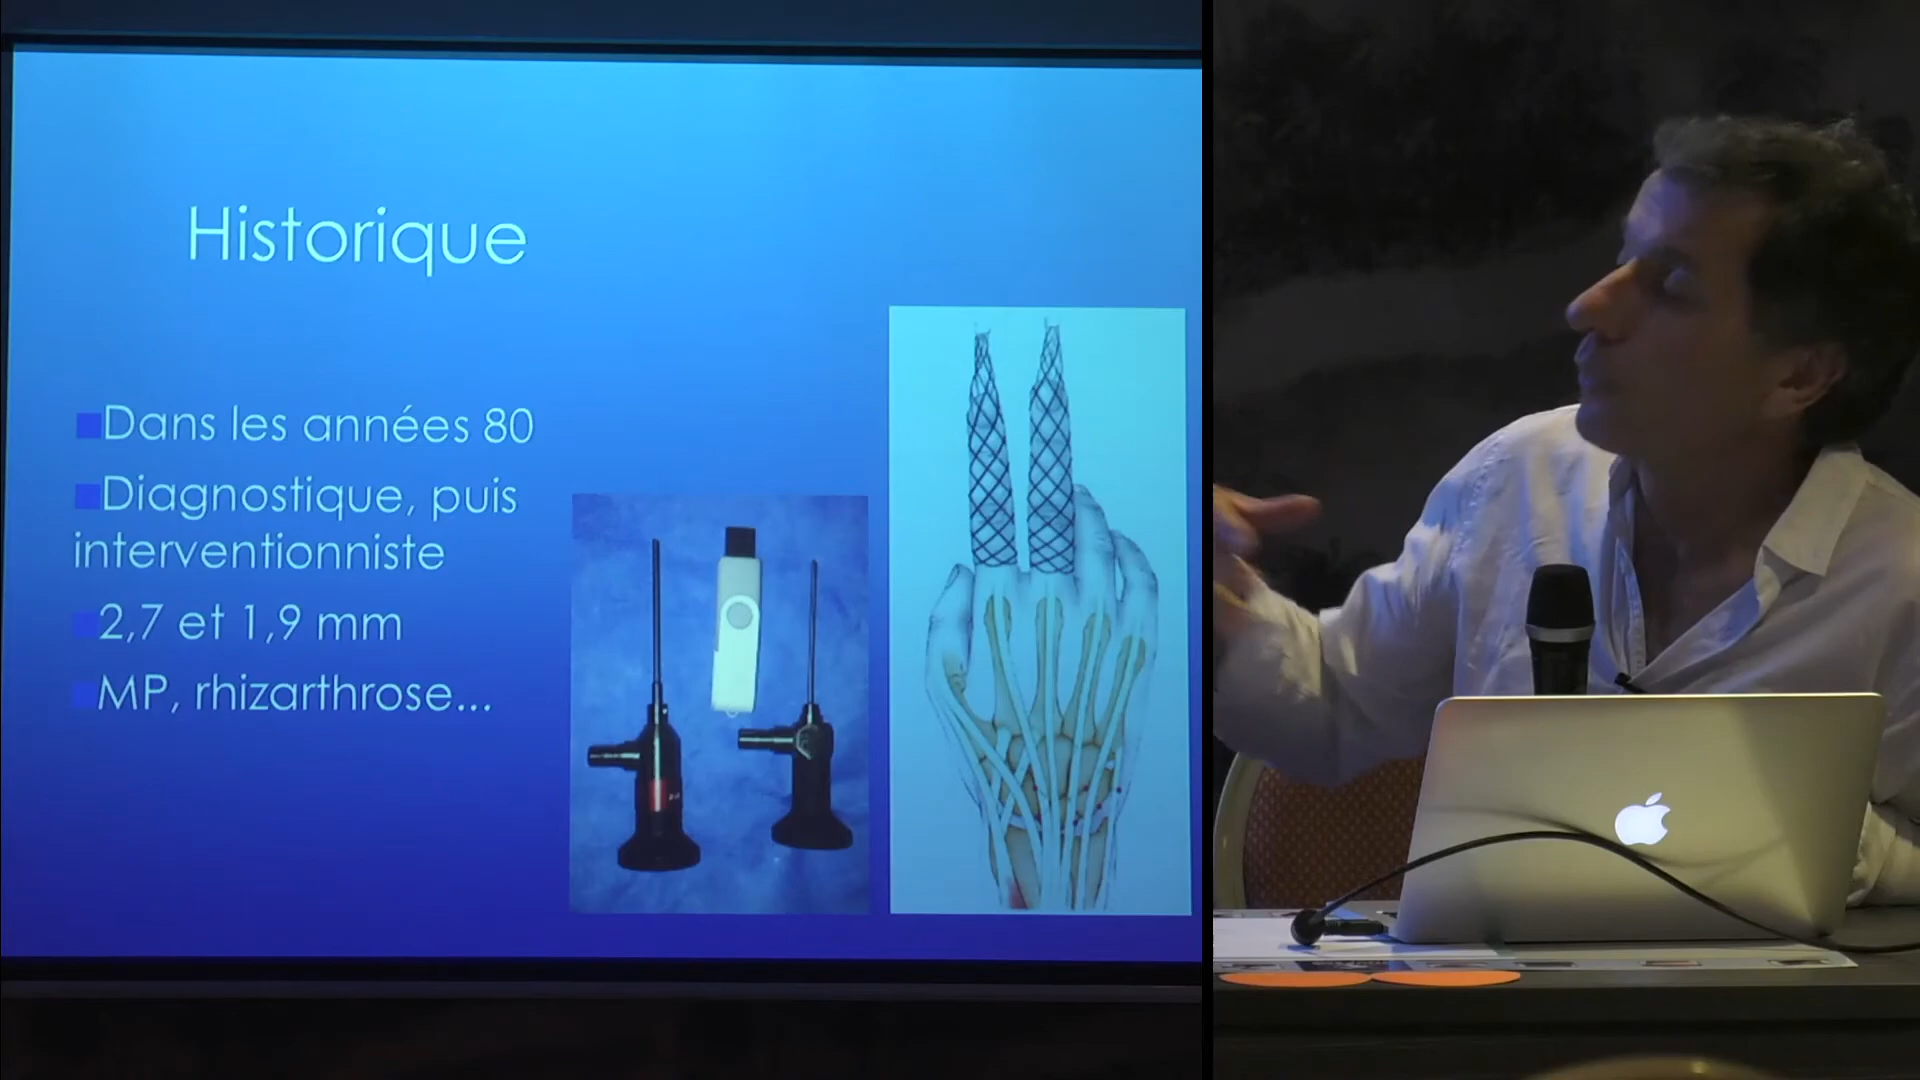 Historique
Dans les années 80
Diagnostique, puis
interventionniste
2,7 et 1,9 mm
MP, rhizarthrose...